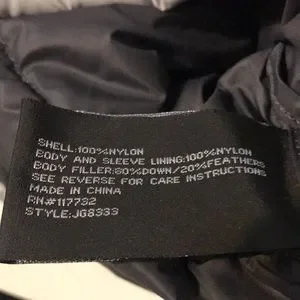 SHELL:100%NYLON
BODY AND SLEEVE LINING:100%NYLON
BODY FILLER:80%DOWN/20%FEATHERS
SEE REVERSE FOR CARE INSTRUCTIONS
MADE IN CHINA
RN#117732
STYLE:JG8333